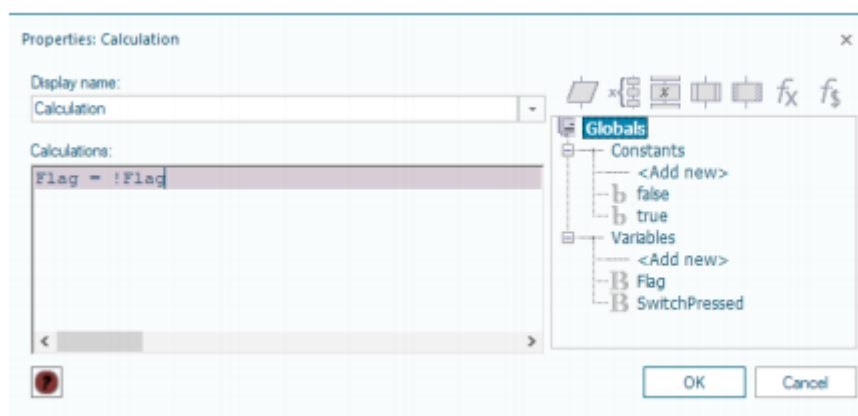 Properties: Calculation
Display name:
Calculation
Calculations:
Flag = !Flag
Globals
Constants
<Add new>
false
true
Variables
<Add new>
Flag
SwitchPressed
OK
Cancel